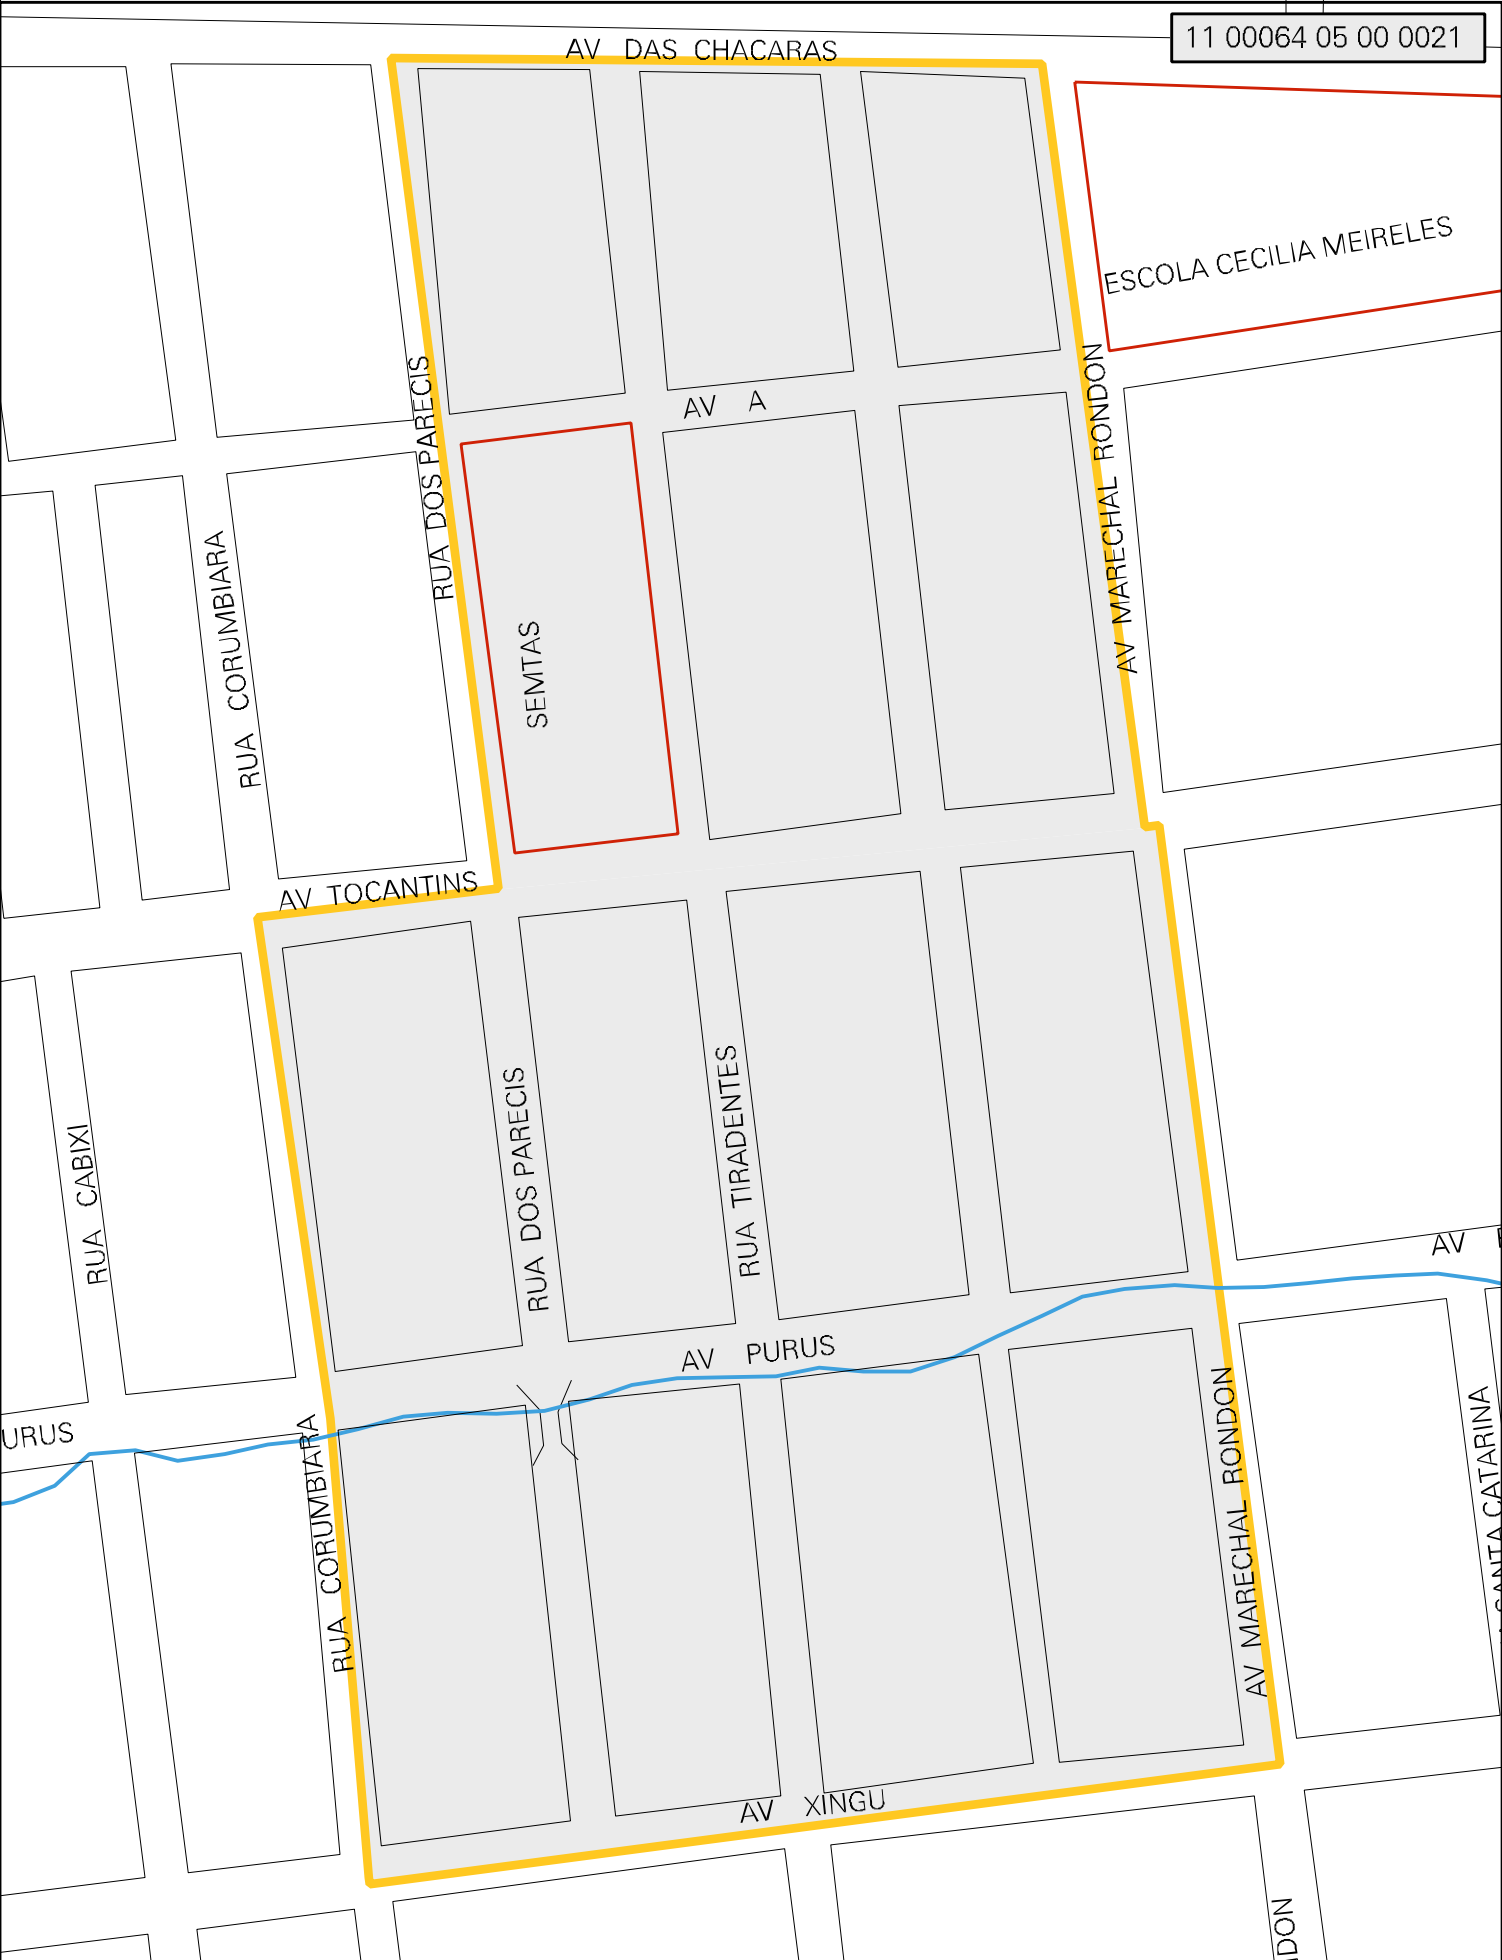 11 00064 05 00 0021
AV DAS CHACARAS
ESCOLA CECILIA MEIRELES
RUA DOS PARECIS
AV A
AV MARECHAL RONDON
RUA CORUMBIARA
SEMTAS
AV TOCANTINS
RUA CABIXI
RUA DOS PARECIS
RUA TIRADENTES
AV
AV PURUS
URUS
RUA CORUMBIARA
AV MARECHAL RONDON
SANTA CATARINA
AV XINGU
DON